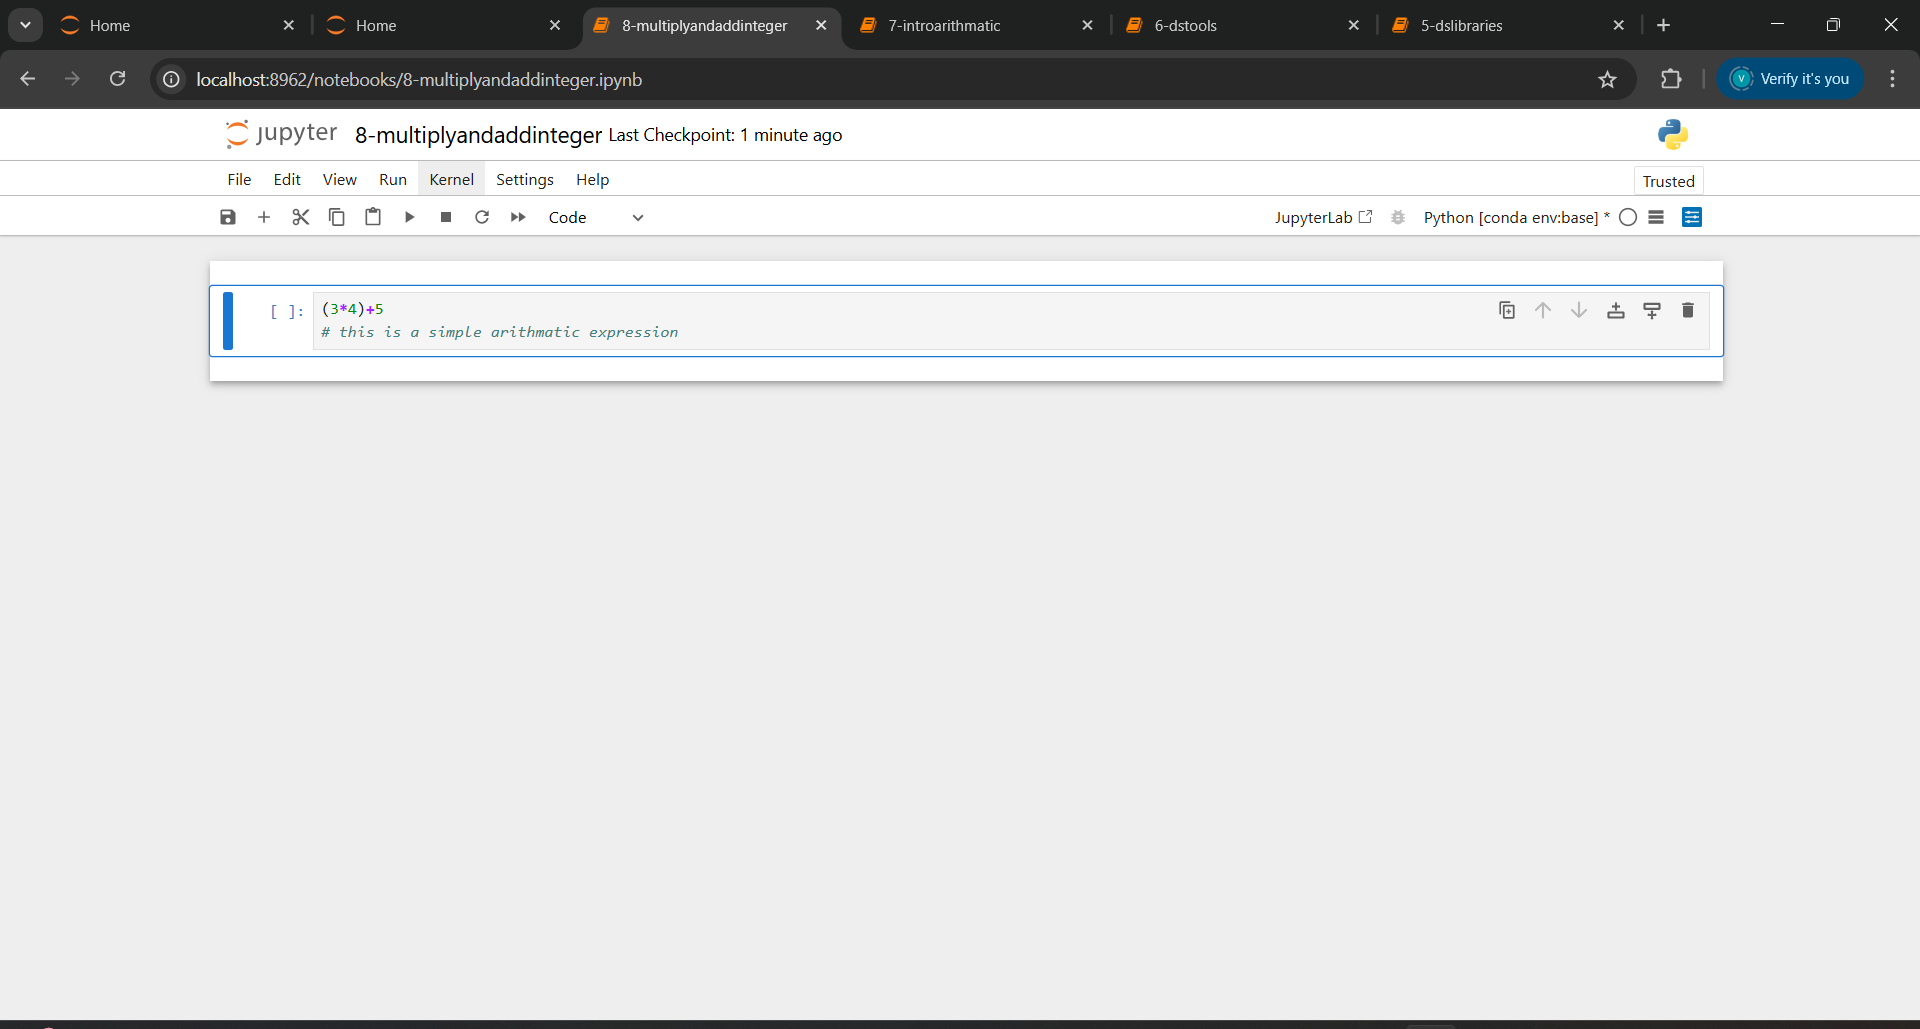 Home
Home
8-multiplyandaddinteger
7-introarithmatic
6-dstools
5-dslibraries
localhost:8962/notebooks/8-multiplyandaddinteger.ipynb
V
Verify it's you
jupyter 8-multiplyandaddinteger Last Checkpoint: 1 minute ago
File Edit View Run Kernel Settings Help
Trusted
Code
JupyterLab
Python [conda env:base] *
[ ]: (3*4)+5
# this is a simple arithmatic expression